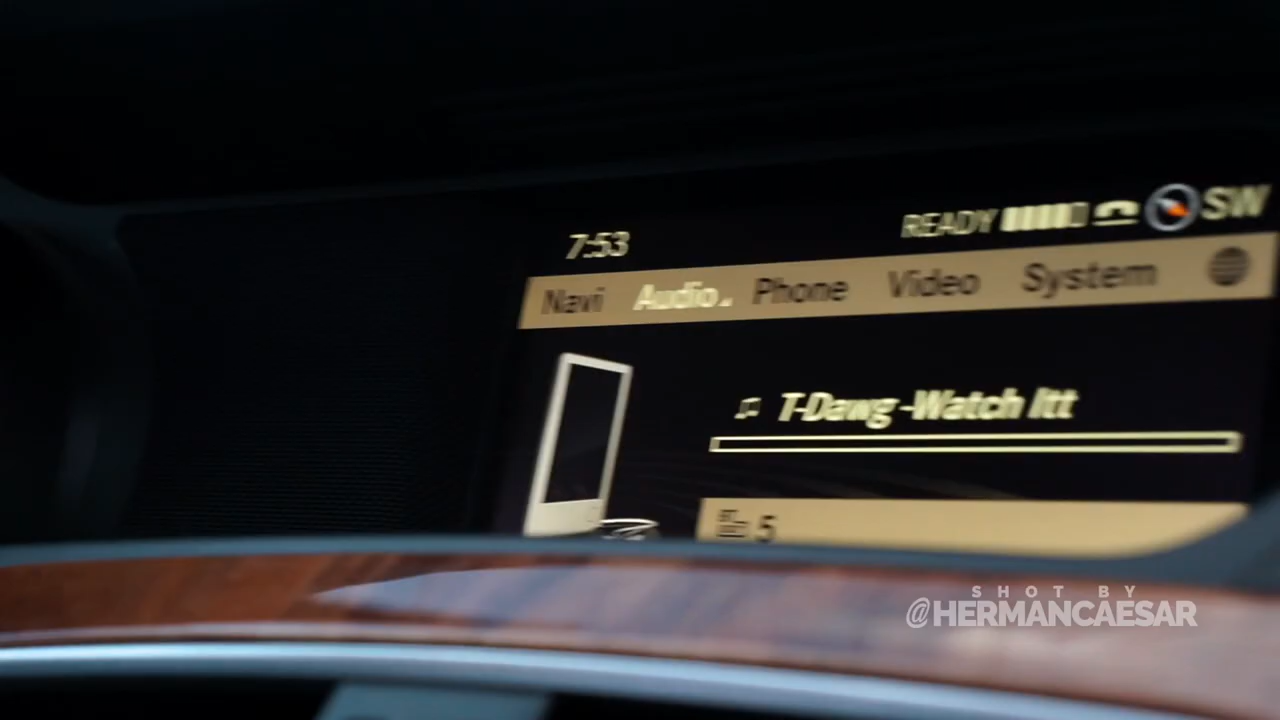 7:53 READY SW
Navi Audio Phone Video System
T-Dawg-Watch Itt
5
SHOT BY
@HERMANCAESAR